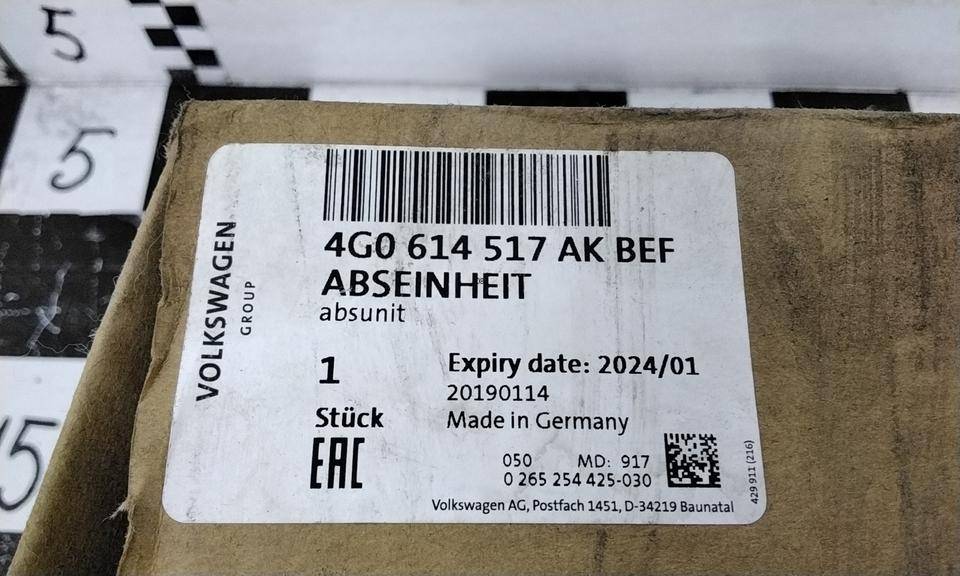 5
5
15
VOLKSWAGEN
GROUP
4G0 614 517 AK BEF
ABSEINHEIT
absunit
1
Stück
EAC
Expiry date: 2024/01
20190114
Made in Germany
050 MD: 917
0 265 254 425-030
429 911 (216)
Volkswagen AG, Postfach 1451, D-34219 Baunatal